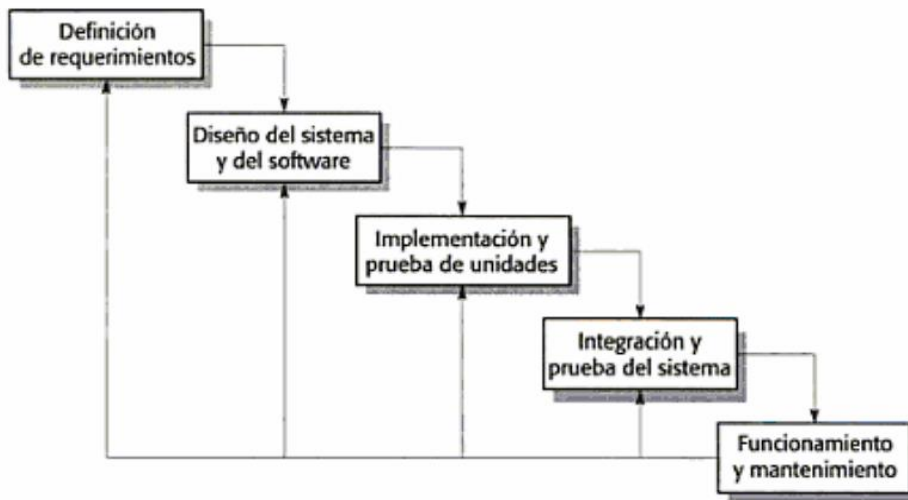 Definición
de requerimientos
Diseño del sistema
y del software
Implementación y
prueba de unidades
Integración y
prueba del sistema
Funcionamiento
y mantenimiento